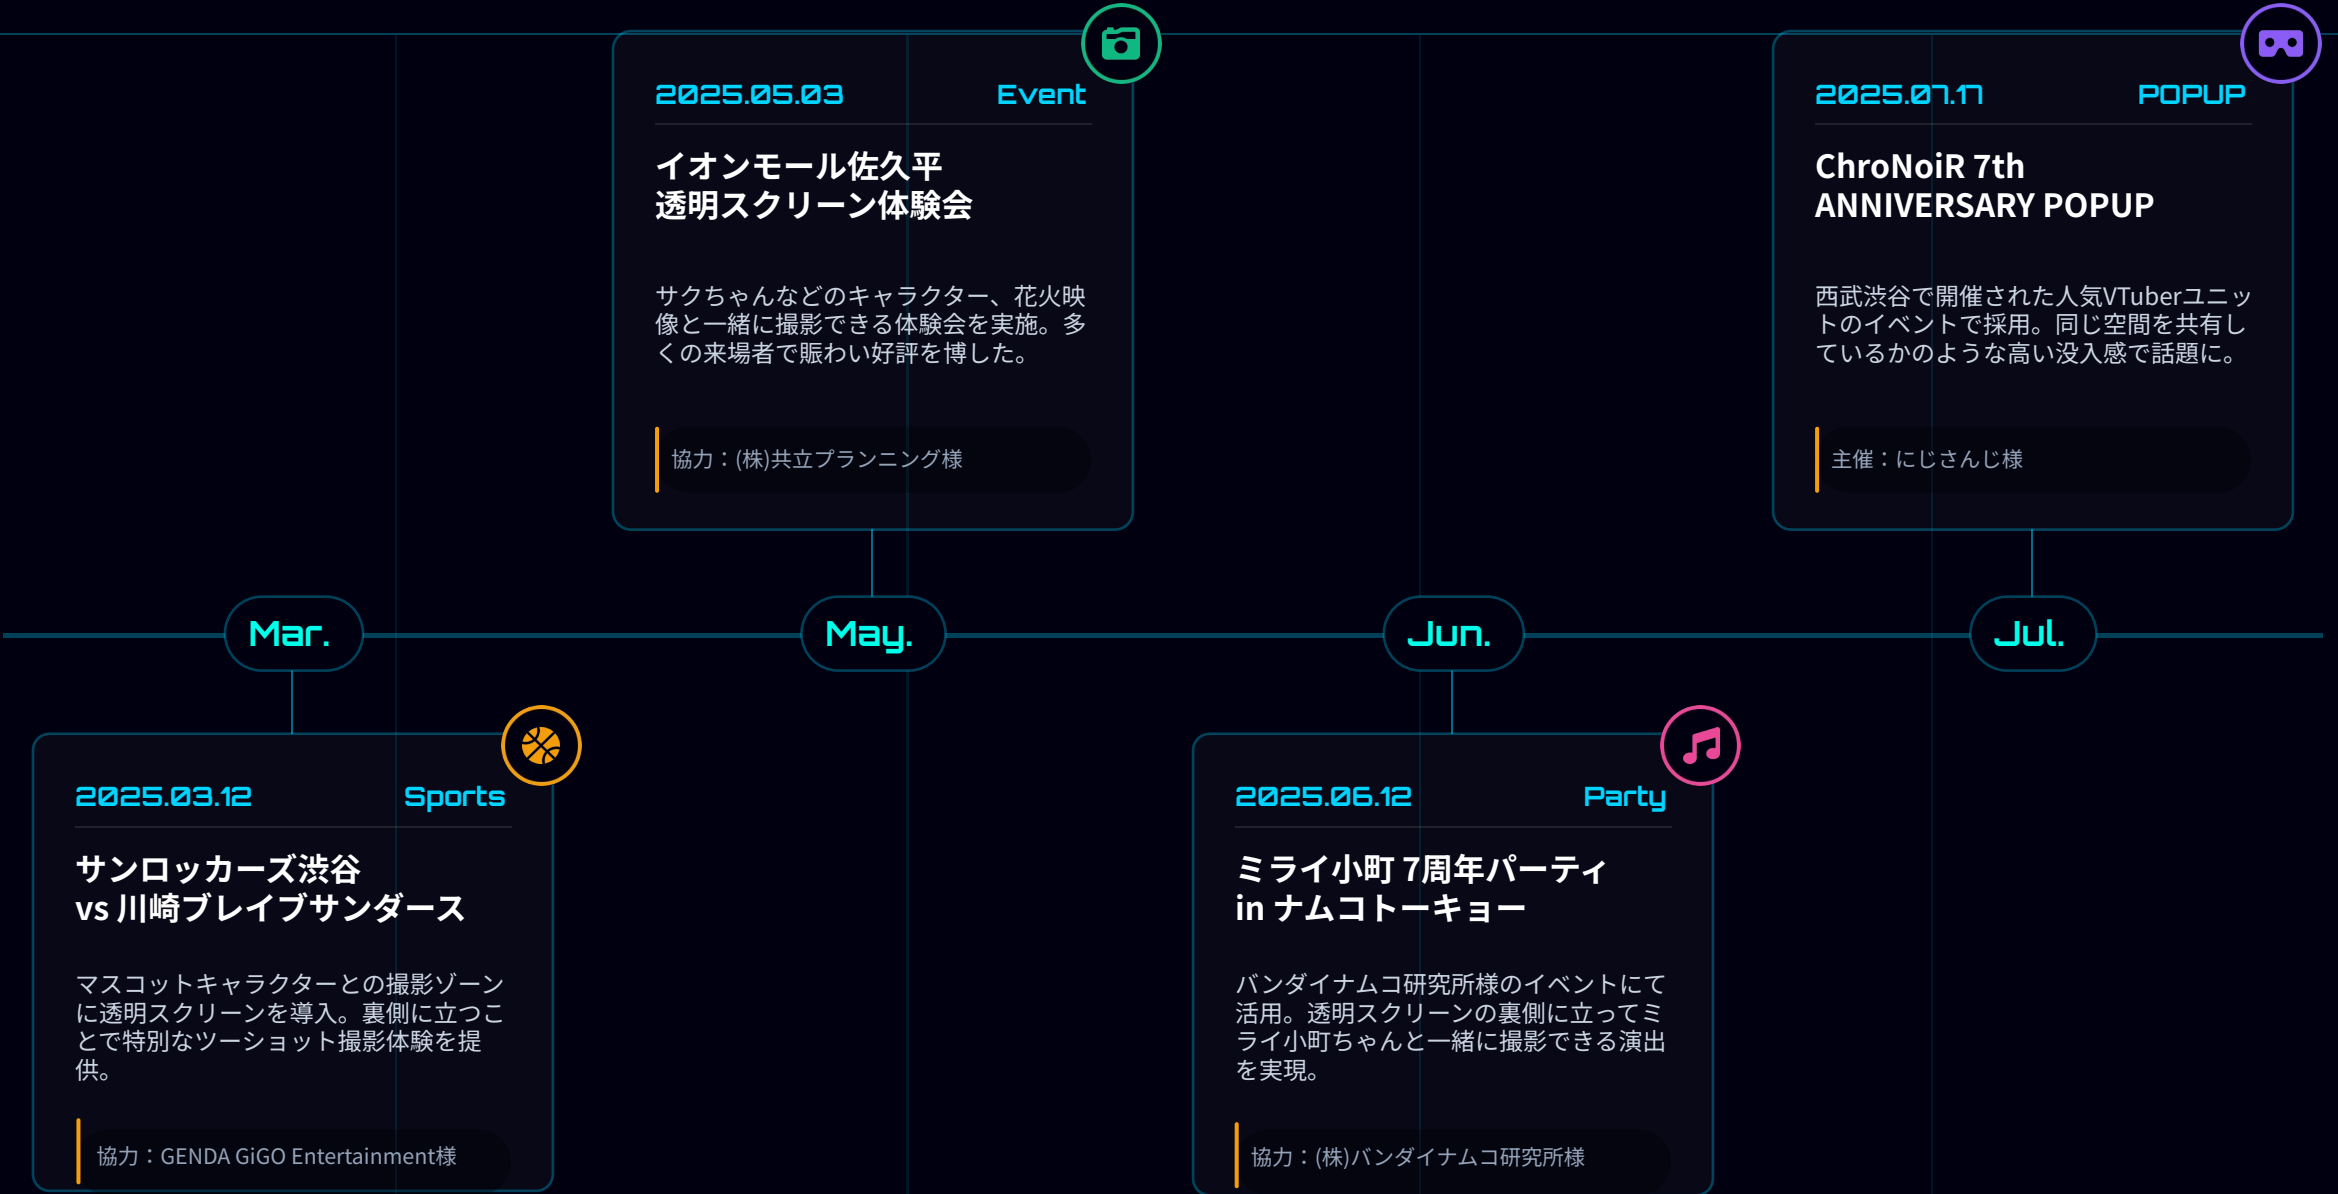 2025.05.03 Event
イオンモール佐久平
透明スクリーン体験会
サクちゃんなどのキャラクター、花火映
像と一緒に撮影できる体験会を実施。多
くの来場者で賑わい好評を博した。
協力：(株)共立プランニング様
2025.07.17 POPUP
ChroNoiR 7th
ANNIVERSARY POPUP
西武渋谷で開催された人気VTuberユニッ
トのイベントで採用。同じ空間を共有し
ているかのような高い没入感で話題に。
主催：にじさんじ様
Mar.
May.
Jun.
Jul.
2025.03.12 Sports
サンロッカーズ渋谷
vs 川崎ブレイブサンダース
マスコットキャラクターとの撮影ゾーン
に透明スクリーンを導入。裏側に立つこ
とで特別なツーショット撮影体験を提
供。
協力：GENDA GiGO Entertainment様
2025.06.12 Party
ミライ小町 7周年パーティ
in ナムコトーキョー
バンダイナムコ研究所様のイベントにて
活用。透明スクリーンの裏側に立ってミ
ライ小町ちゃんと一緒に撮影できる演出
を実現。
協力：(株)バンダイナムコ研究所様